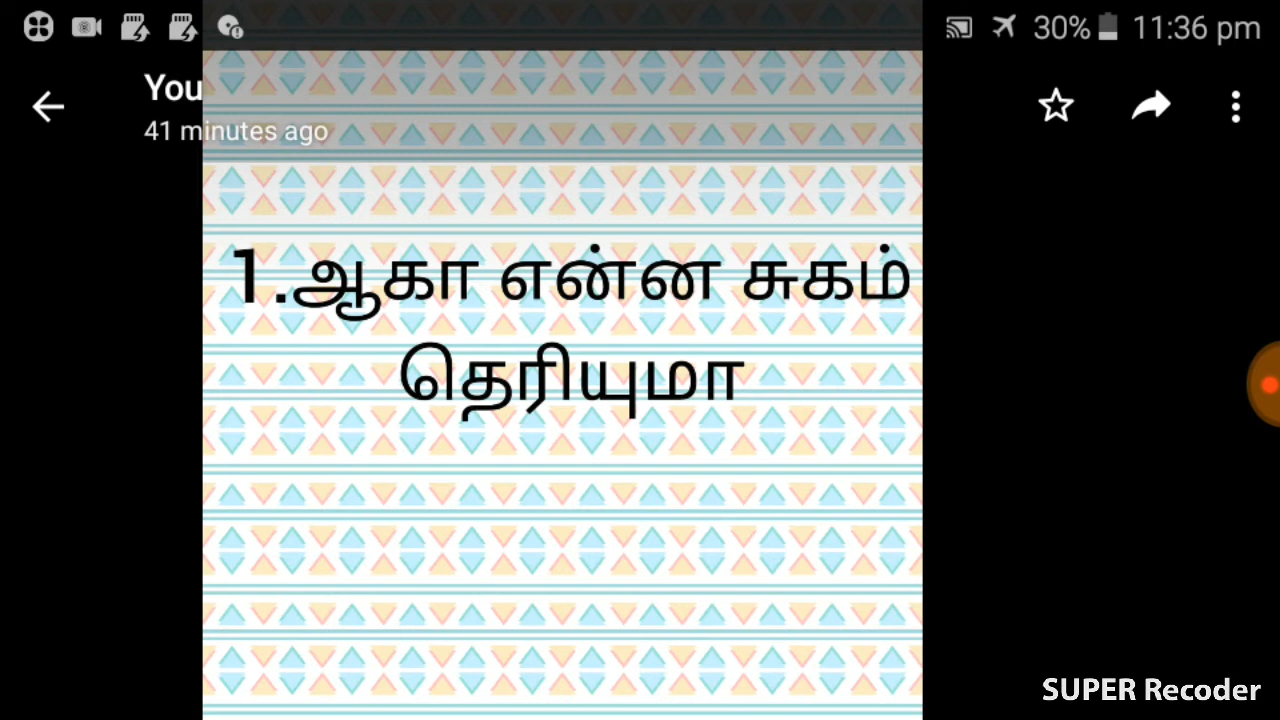 30% 11:36 pm
You
41 minutes ago
1.ஆகா என்ன சுகம்
தெரியுமா
SUPER Recoder